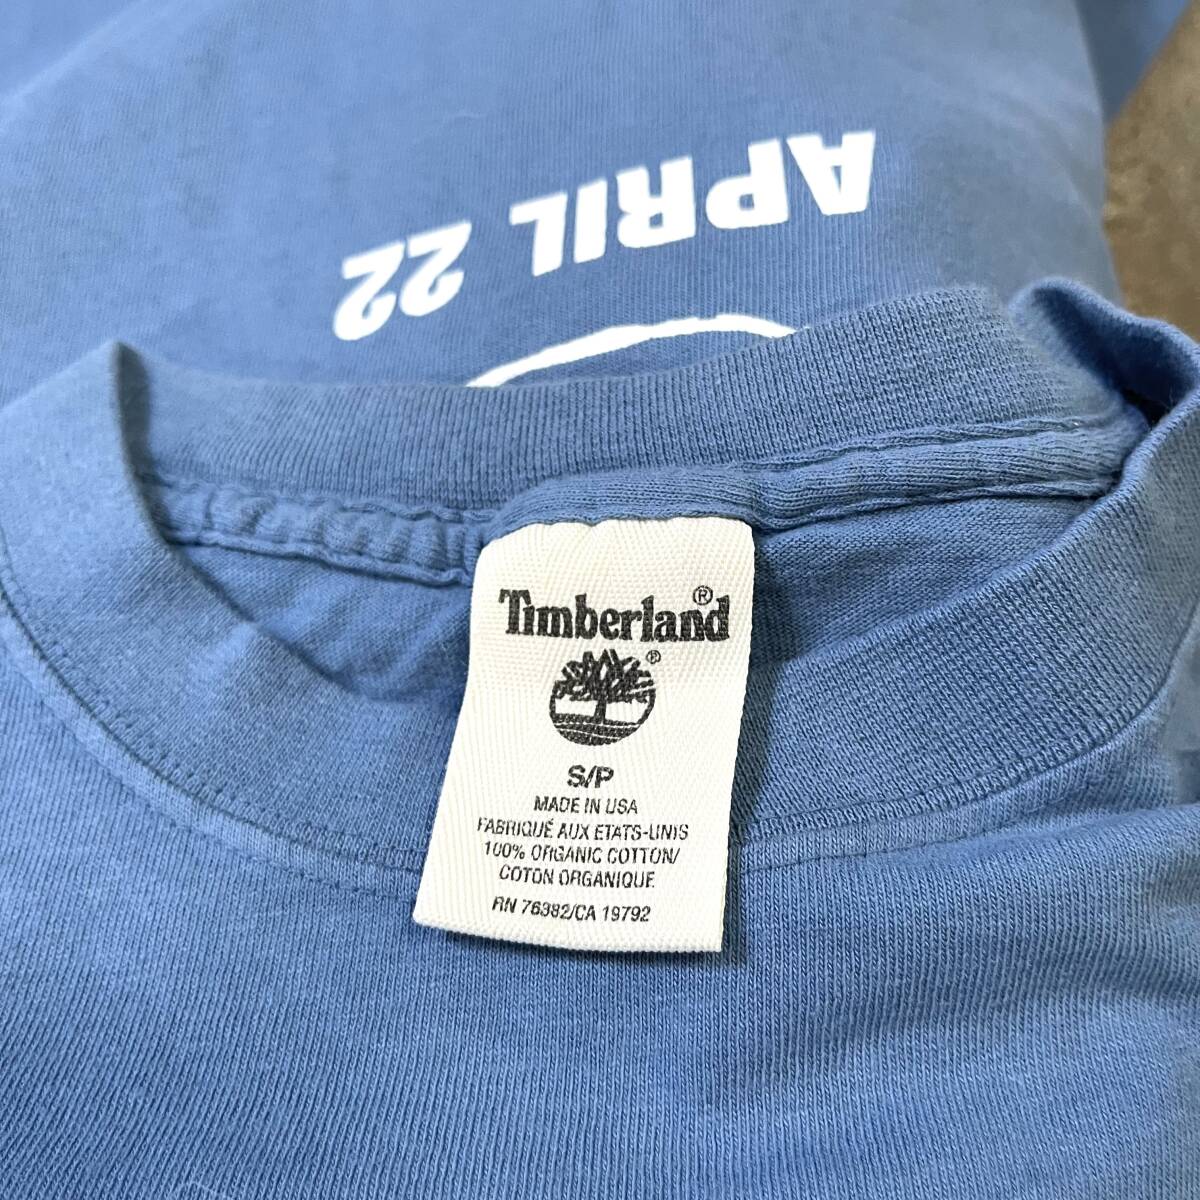 APRIL 22
Timberland®
®
S/P
MADE IN USA
FABRIQUÉ AUX ETATS-UNIS
100% ORGANIC COTTON/
COTON ORGANIQUE
RN 76382/CA 19792